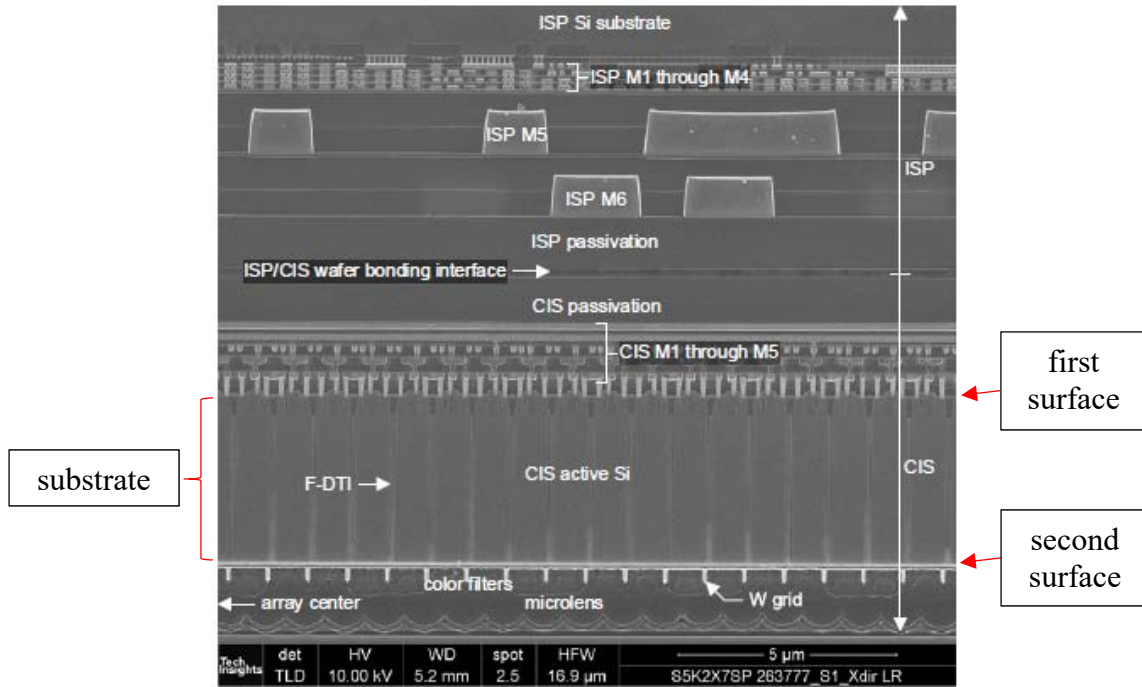 ISP Si substrate
ISP M1 through M4
ISP M5
ISP
ISP M6
ISP passivation
ISP/CIS wafer bonding interface
CIS passivation
CIS M1 through M5
first
surface
substrate
CIS active Si
CIS
F-DTI
second
surface
color filters
array center
microlens
W grid
Tech
Insights
det
TLD
HV
10.00 kV
WD
5.2 mm
spot
2.5
HFW
16.9 µm
5 µm
S5K2X7SP 263777_S1_Xdir LR